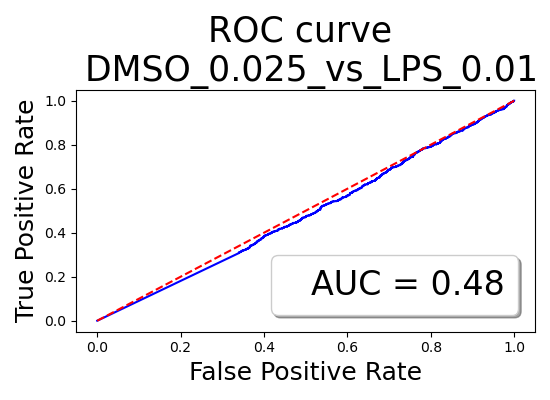 ROC curve
DMSO_0.025_vs_LPS_0.01
True Positive Rate
1.0
0.8
0.6
0.4
0.2
0.0
AUC = 0.48
0.0 0.2 0.4 0.6 0.8 1.0
False Positive Rate